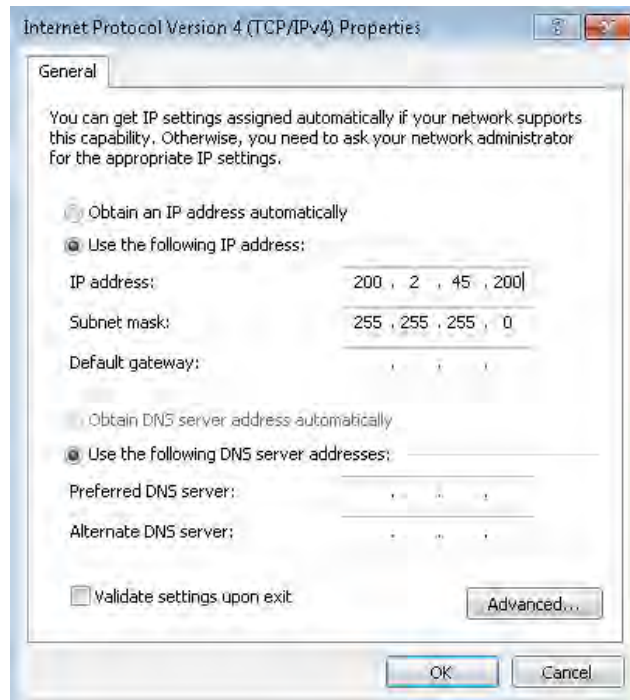 Internet Protocol Version 4 (TCP/IPv4) Properties
General
You can get IP settings assigned automatically if your network supports
this capability. Otherwise, you need to ask your network administrator
for the appropriate IP settings.
Obtain an IP address automatically
Use the following IP address:
IP address: 200 . 2 . 45 . 200
Subnet mask: 255 . 255 . 255 . 0
Default gateway: . . .
Obtain DNS server address automatically
Use the following DNS server addresses:
Preferred DNS server: . . .
Alternate DNS server: . . .
Validate settings upon exit
Advanced...
OK Cancel